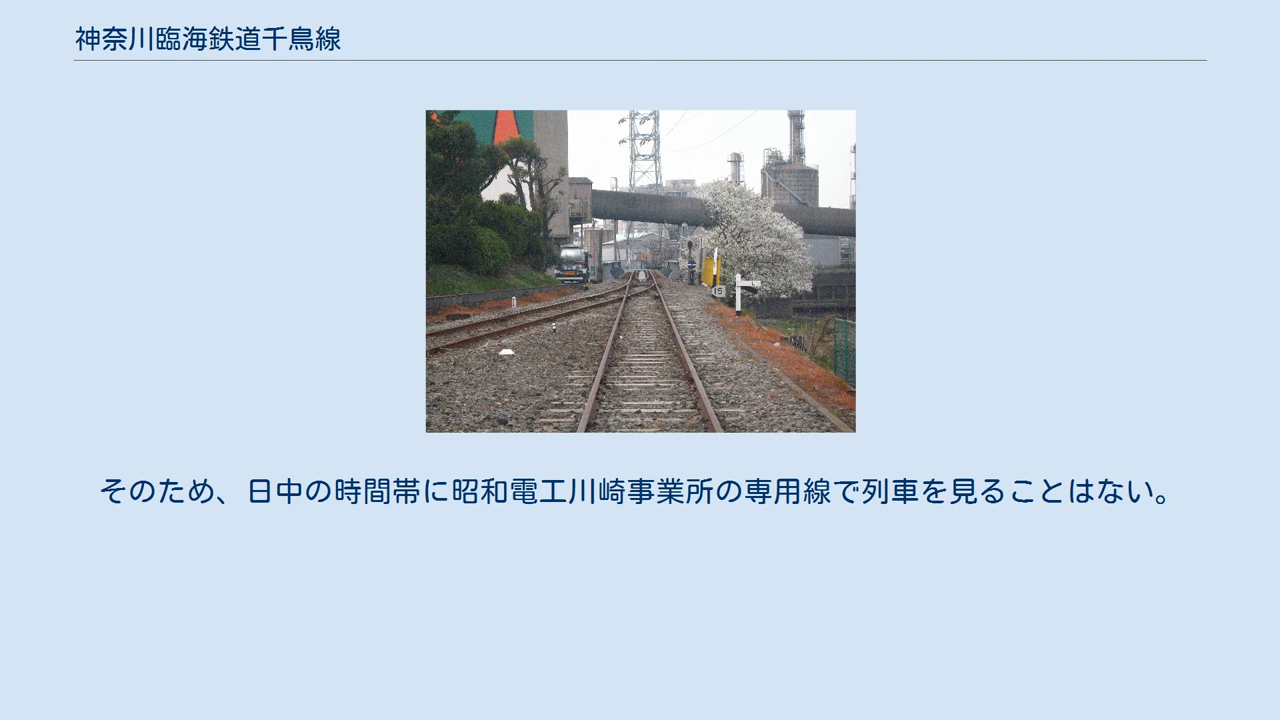 神奈川臨海鉄道千鳥線
15
そのため、日中の時間帯に昭和電工川崎事業所の専用線で列車を見ることはない。